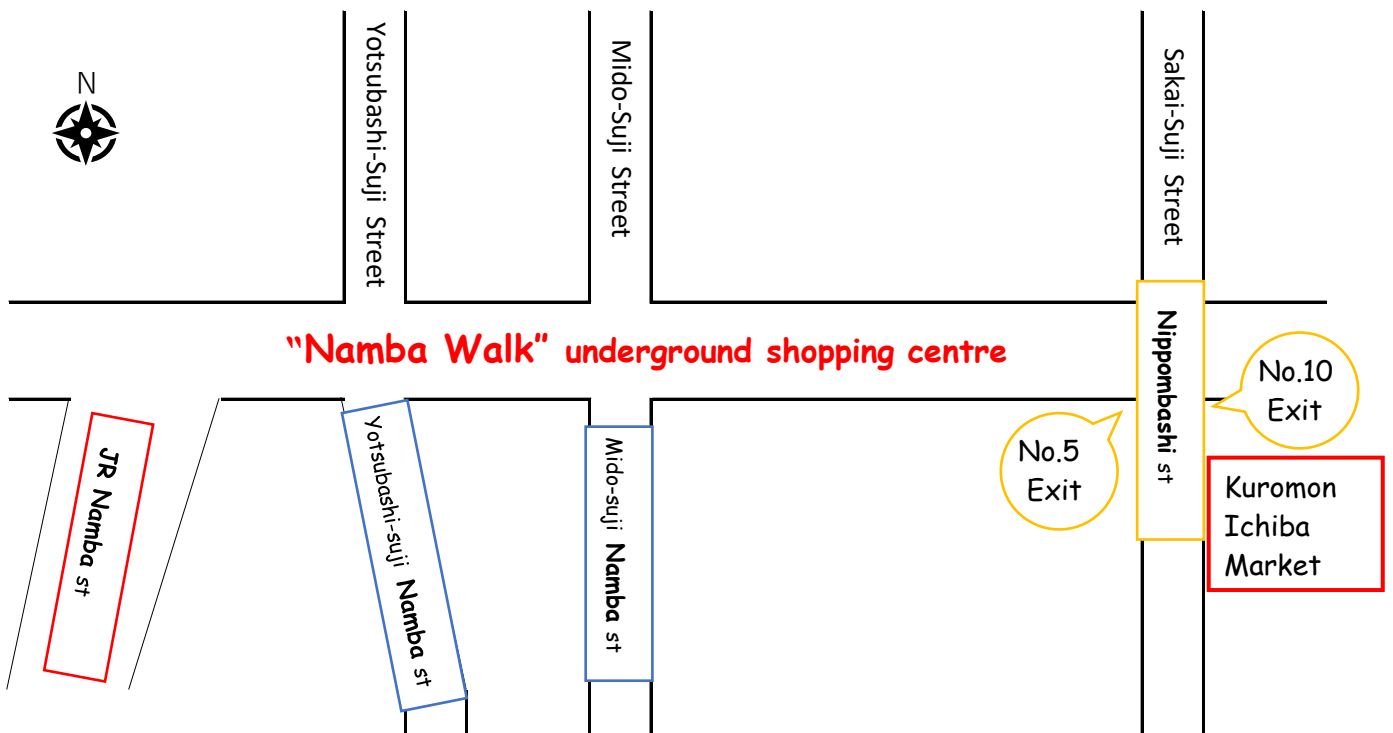 N
Yotsubashi-Suji Street
Mido-Suji Street
Sakai-Suji Street
“Namba Walk” underground shopping centre
JR Namba st
Yotsubashi-suji Namba st
Mido-suji Namba st
Nippombashi st
No.5
Exit
No.10
Exit
Kuromon
Ichiba
Market